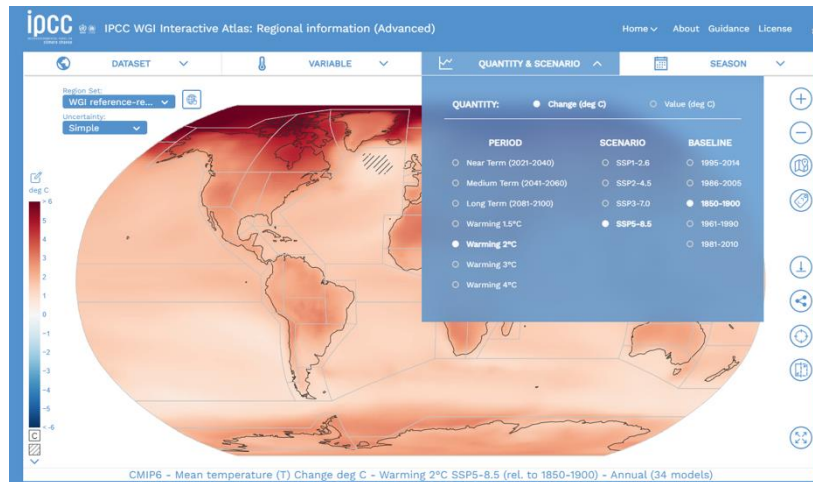 ipcc IPCC WGI Interactive Atlas: Regional information (Advanced) Home About Guidance License
DATASET VARIABLE QUANTITY & SCENARIO SEASON
Region Set:
WGI reference-re...
Uncertainty:
Simple
QUANTITY: Change (deg C) Value (deg C)
PERIOD SCENARIO BASELINE
Near Term (2021-2040) SSP1-2.6 1995-2014
Medium Term (2041-2060) SSP2-4.5 1986-2005
Long Term (2081-2100) SSP3-7.0 1850-1900
Warming 1.5°C SSP5-8.5 1961-1990
Warming 2°C 1981-2010
Warming 3°C
Warming 4°C
deg C
> 6
5
4
3
2
1
0
-1
-2
-3
-4
-5
< -6
C
CMIP6 - Mean temperature (T) Change deg C - Warming 2°C SSP5-8.5 (rel. to 1850-1900) - Annual (34 models)